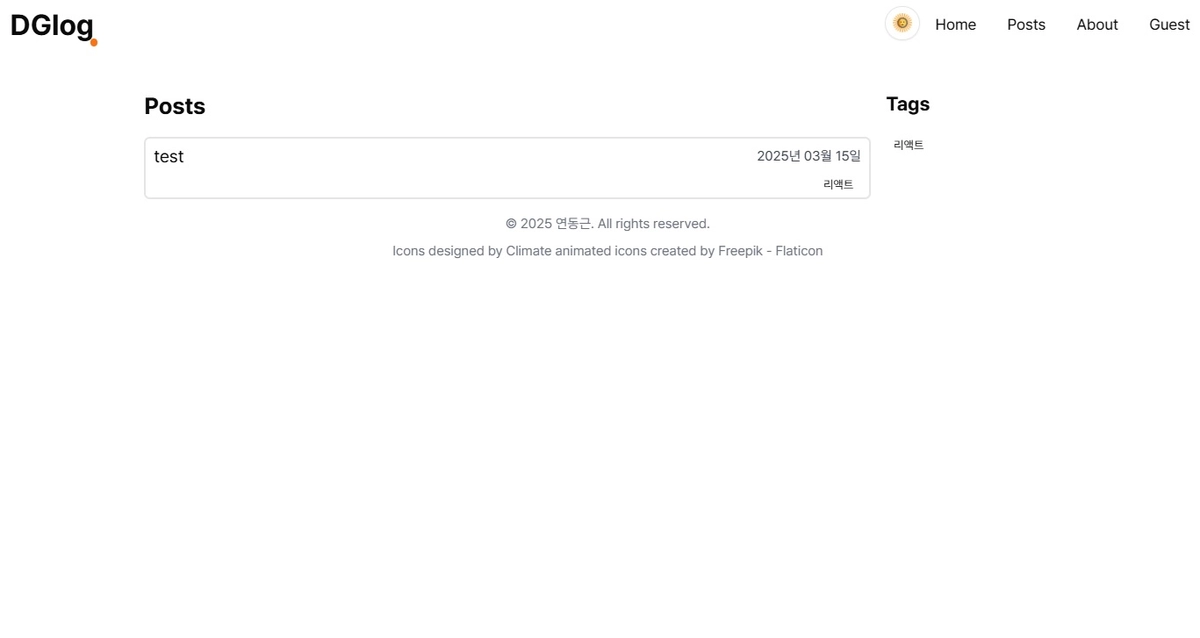 DGlog
Home Posts About Guest
Posts
Tags
test 2025년 03월 15일
리액트
리액트
© 2025 연동근. All rights reserved.
Icons designed by Climate animated icons created by Freepik - Flaticon